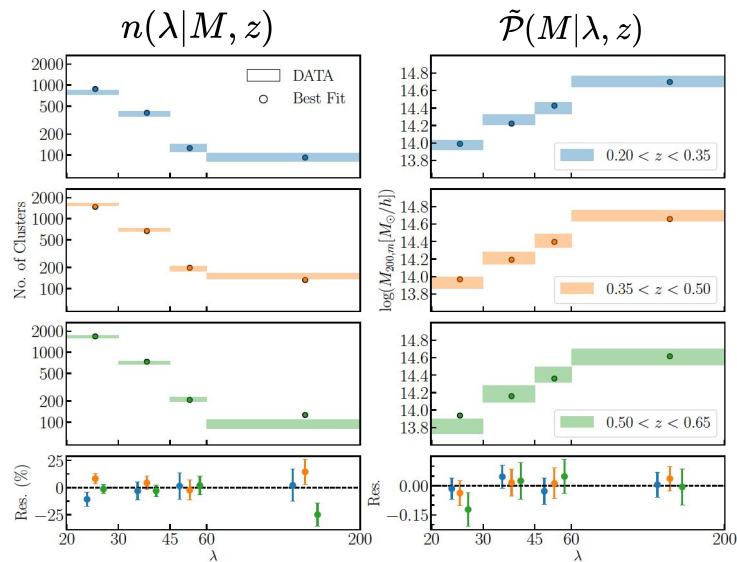 n(λ|M, z)
P̃(M|λ, z)
2000
1000
500
200
100
DATA
Best Fit
14.8
14.6
14.4
14.2
14.0
13.8
0.20 < z < 0.35
No. of Clusters
2000
1000
500
200
100
log(M200,m[M⊙/h])
14.8
14.6
14.4
14.2
14.0
13.8
0.35 < z < 0.50
2000
1000
500
200
100
14.8
14.6
14.4
14.2
14.0
13.8
0.50 < z < 0.65
Res. (%)
25
0
−25
20 30 45 60 200
λ
Res.
0.00
−0.15
20 30 45 60 200
λ